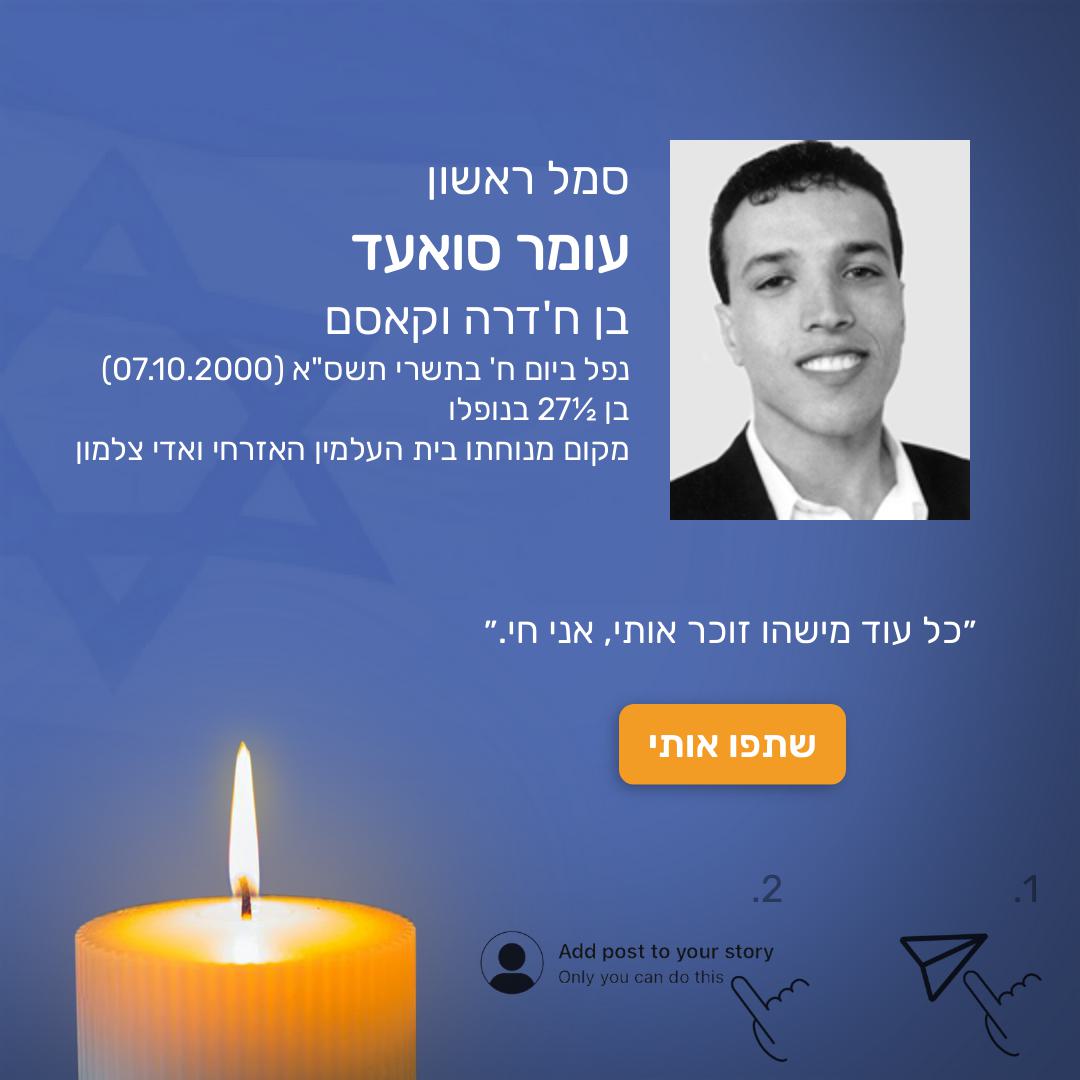 סמל ראשון
עומר סואעד
בן ח'דרה וקאסם
נפל ביום ח' בתשרי תשס"א (07.10.2000)
בן 27½ בנופלו
מקום מנוחתו בית העלמין האזרחי ואדי צלמון
״כל עוד מישהו זוכר אותי, אני חי.״
שתפו אותי
.1
.2
Add post to your story
Only you can do this